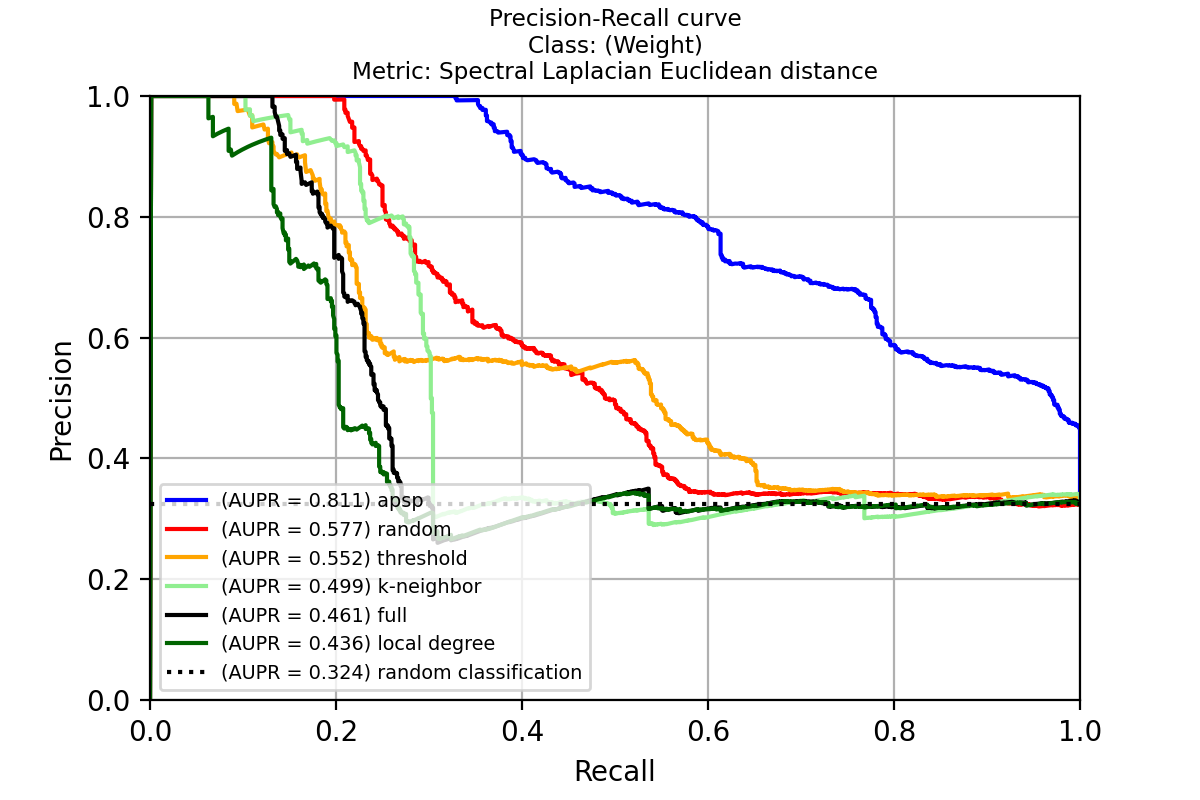 Precision-Recall curve
Class: (Weight)
Metric: Spectral Laplacian Euclidean distance
1.0
0.8
0.6
0.4
0.2
0.0
Precision
(AUPR = 0.811) apsp
(AUPR = 0.577) random
(AUPR = 0.552) threshold
(AUPR = 0.499) k-neighbor
(AUPR = 0.461) full
(AUPR = 0.436) local degree
(AUPR = 0.324) random classification
0.0 0.2 0.4 0.6 0.8 1.0
Recall